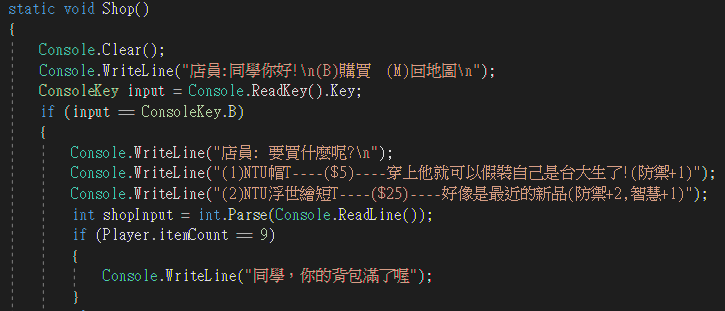 static void Shop()
{
Console.Clear();
Console.WriteLine("店員:同學你好!\n(B)購買 (M)回地圖\n");
ConsoleKey input = Console.ReadKey().Key;
if (input == ConsoleKey.B)
{
Console.WriteLine("店員: 要買什麼呢?\n");
Console.WriteLine("(1)NTU帽T----($5)----穿上他就可以假裝自己是台大生了!(防禦+1)");
Console.WriteLine("(2)NTU浮世繪短T----($25)----好像是最近的新品(防禦+2,智慧+1)");
int shopInput = int.Parse(Console.ReadLine());
if (Player.itemCount == 9)
{
Console.WriteLine("同學，你的背包滿了喔");
}